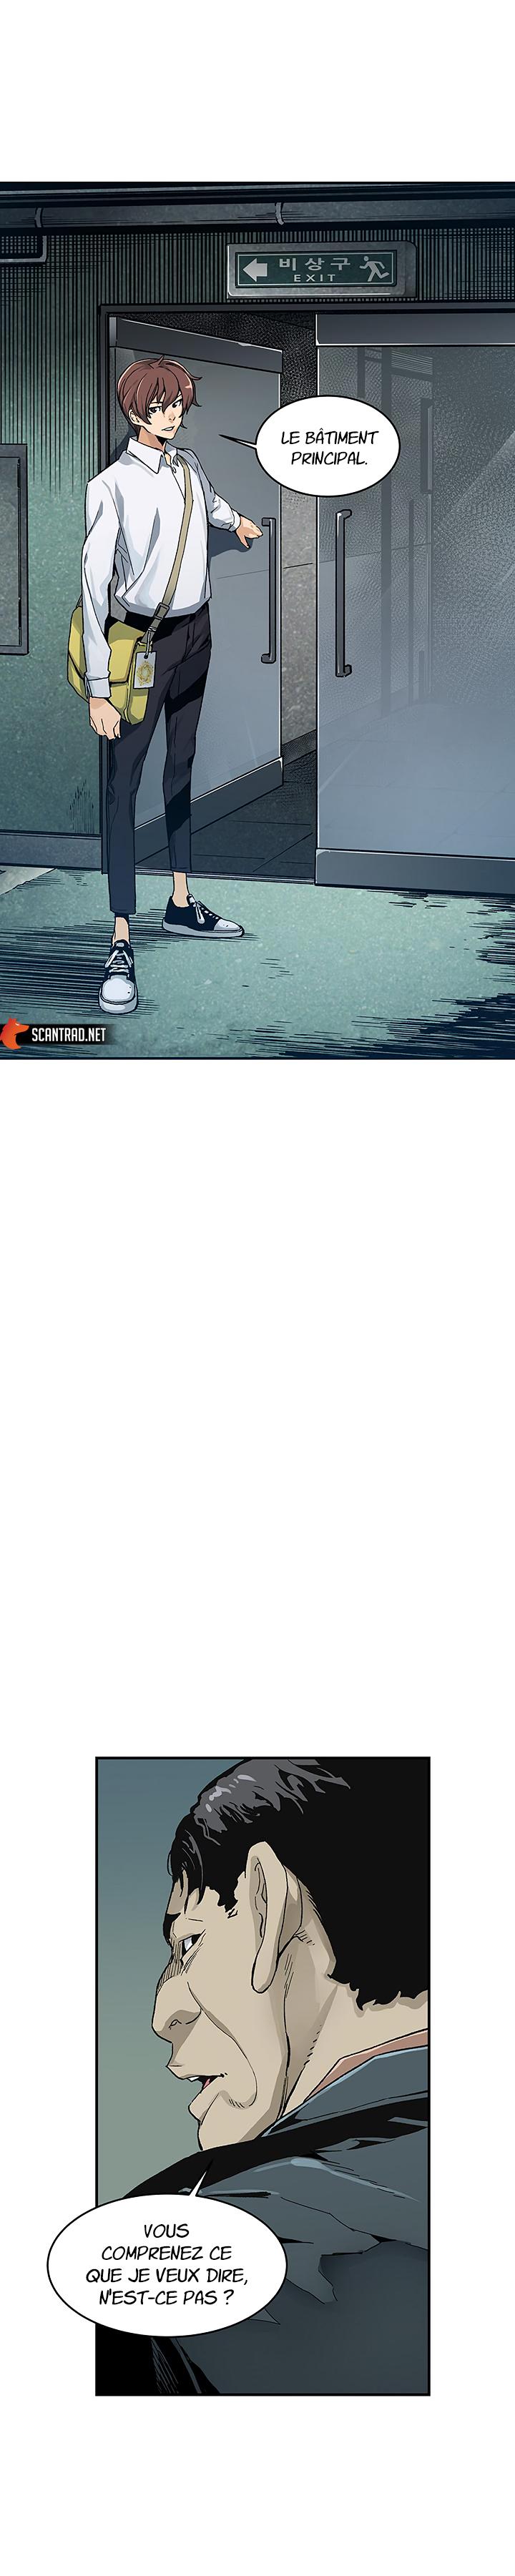 비상구
EXIT
LE BÂTIMENT
PRINCIPAL.
SCANTRAD.NET
VOUS
COMPRENEZ CE
QUE JE VEUX DIRE,
N'EST-CE PAS ?